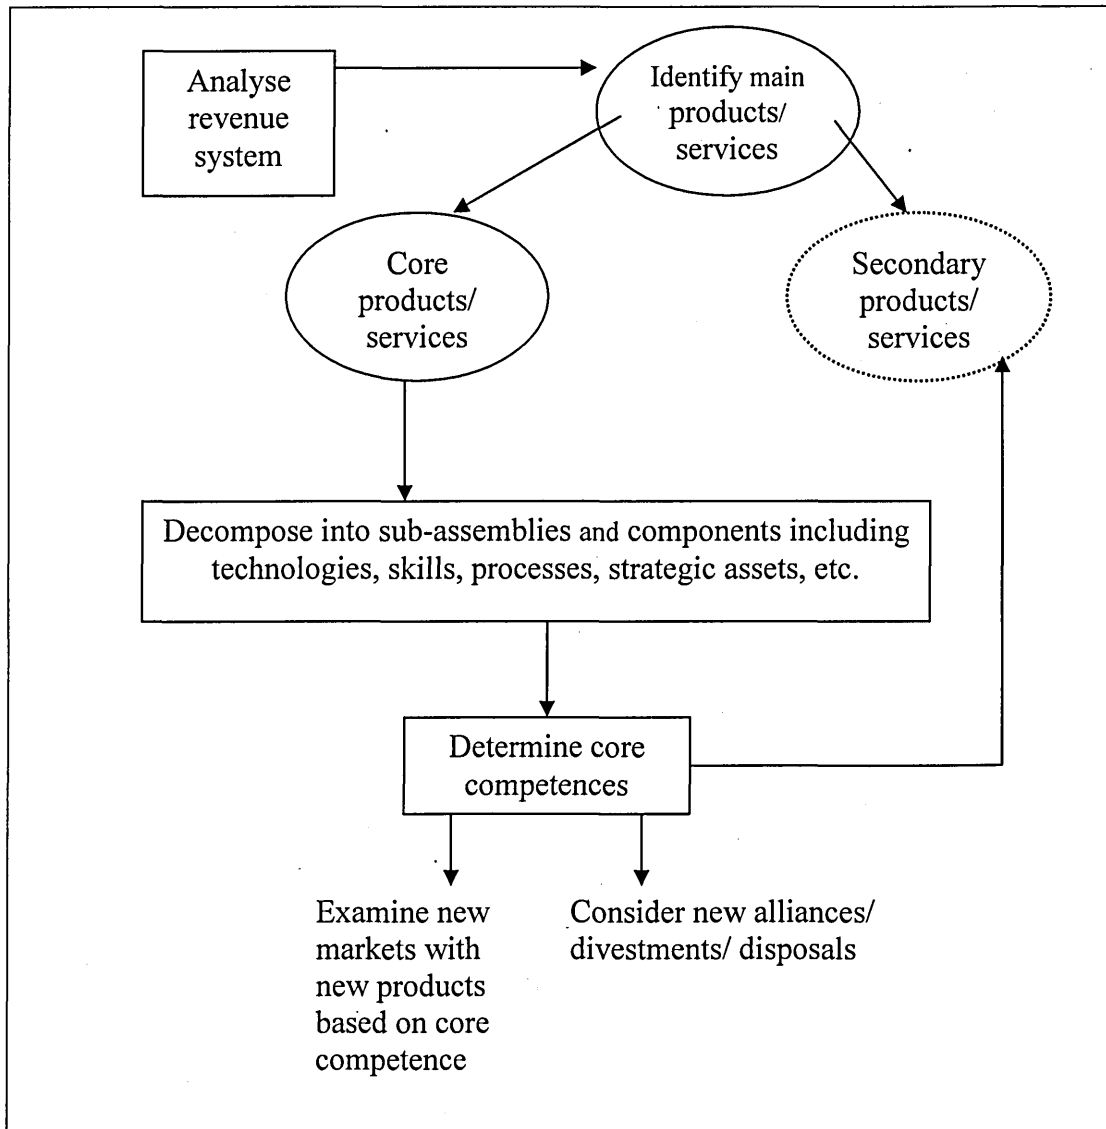 Analyse
revenue
system
Identify main
products/
services
Core
products/
services
Secondary
products/
services
Decompose into sub-assemblies and components including
technologies, skills, processes, strategic assets, etc.
Determine core
competences
Examine new
markets with
new products
based on core
competence
Consider new alliances/
divestments/ disposals